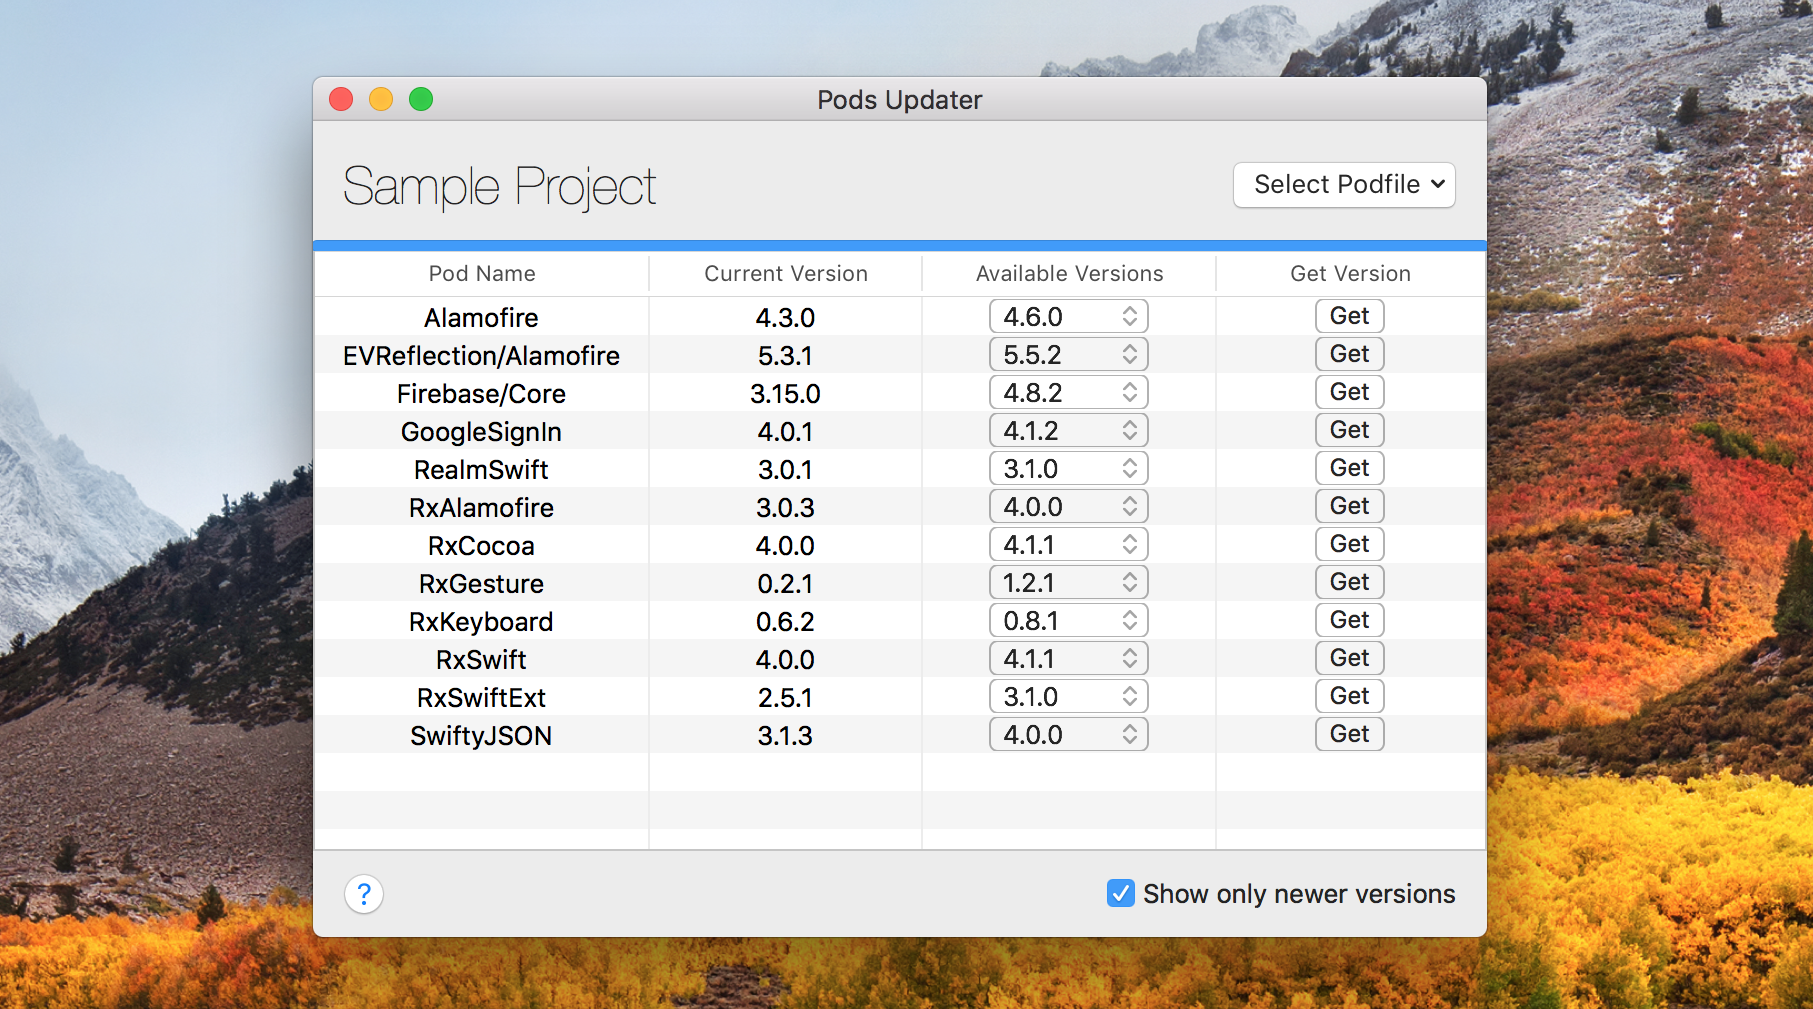 Pods Updater
Sample Project
Select Podfile
Pod Name Current Version Available Versions Get Version
Alamofire 4.3.0 4.6.0 Get
EVReflection/Alamofire 5.3.1 5.5.2 Get
Firebase/Core 3.15.0 4.8.2 Get
GoogleSignIn 4.0.1 4.1.2 Get
RealmSwift 3.0.1 3.1.0 Get
RxAlamofire 3.0.3 4.0.0 Get
RxCocoa 4.0.0 4.1.1 Get
RxGesture 0.2.1 1.2.1 Get
RxKeyboard 0.6.2 0.8.1 Get
RxSwift 4.0.0 4.1.1 Get
RxSwiftExt 2.5.1 3.1.0 Get
SwiftyJSON 3.1.3 4.0.0 Get
? Show only newer versions